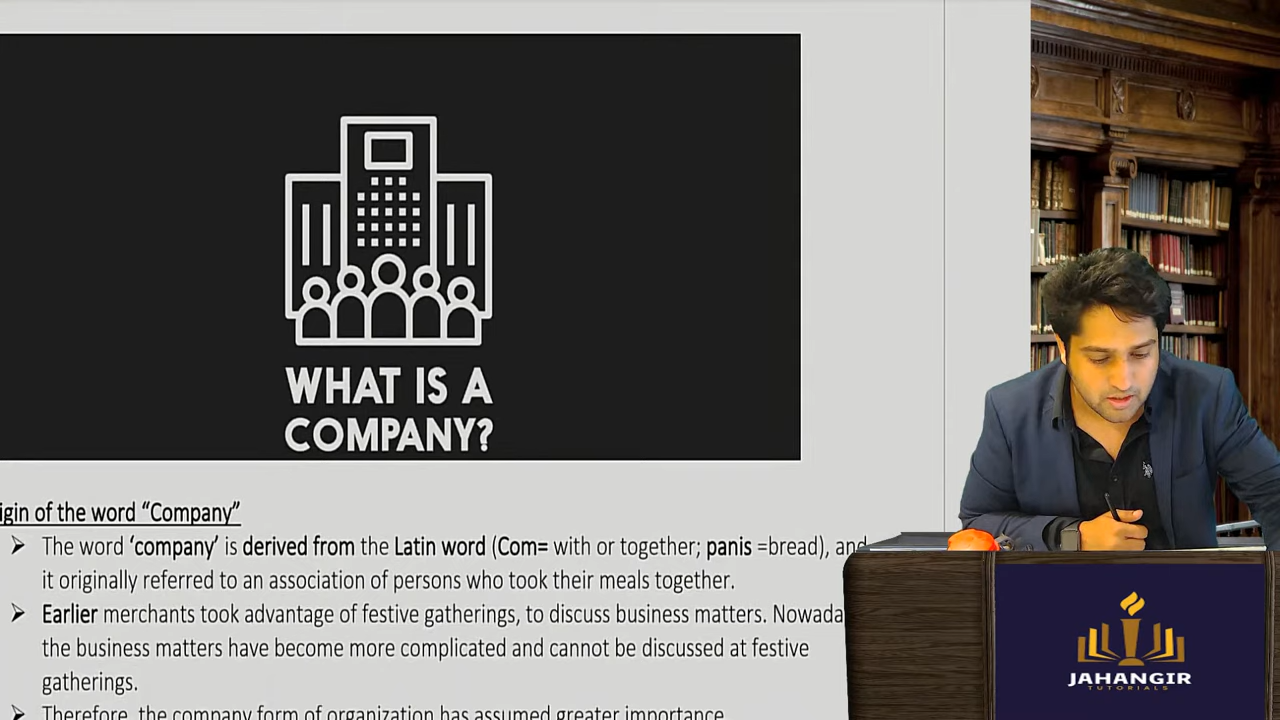 WHAT IS A
COMPANY?
igin of the word “Company”
➢ The word ‘company’ is derived from the Latin word (Com= with or together; panis =bread), and
it originally referred to an association of persons who took their meals together.
➢ Earlier merchants took advantage of festive gatherings, to discuss business matters. Nowada
the business matters have become more complicated and cannot be discussed at festive
gatherings.
➢ Therefore, the company form of organization has assumed greater importance.
JAHANGIR
TUTORIALS